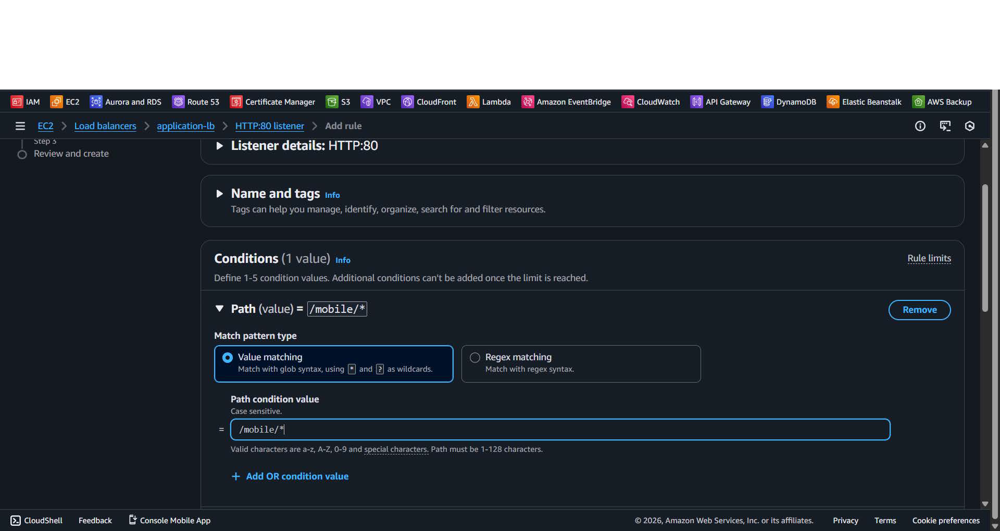 IAM EC2 Aurora and RDS Route 53 Certificate Manager S3 VPC CloudFront Lambda Amazon EventBridge CloudWatch API Gateway DynamoDB Elastic Beanstalk AWS Backup
EC2 Load balancers application-lb HTTP:80 listener Add rule
Step 3
Review and create
Listener details: HTTP:80
Name and tags Info
Tags can help you manage, identify, organize, search for and filter resources.
Conditions (1 value) Info
Rule limits
Define 1-5 condition values. Additional conditions can't be added once the limit is reached.
Path (value) = /mobile/*
Remove
Match pattern type
Value matching
Match with glob syntax, using * and ? as wildcards.
Regex matching
Match with regex syntax.
Path condition value
Case sensitive.
= /mobile/*
Valid characters are a-z, A-Z, 0-9 and special characters. Path must be 1-128 characters.
+ Add OR condition value
CloudShell Feedback Console Mobile App © 2026, Amazon Web Services, Inc. or its affiliates. Privacy Terms Cookie preferences